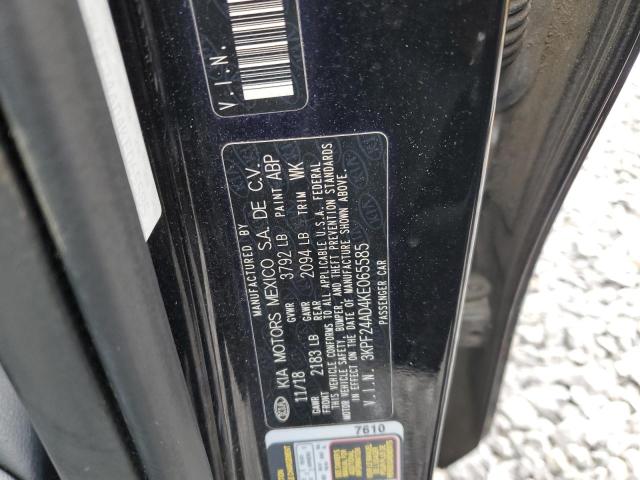 V.I.N.
MANUFACTURED BY
KIA KIA MOTORS MEXICO S.A. DE C.V.
11/18 GVWR 3792 LB PAINT ABP
GAWR FRONT 2183 LB GAWR REAR 2094 LB TRIM WK
THIS VEHICLE CONFORMS TO ALL APPLICABLE U.S.A. FEDERAL
MOTOR VEHICLE SAFETY, BUMPER, AND THEFT PREVENTION STANDARDS
IN EFFECT ON THE DATE OF MANUFACTURE SHOWN ABOVE.
V.I.N. 3KPF24AD4KE065585
PASSENGER CAR
7610